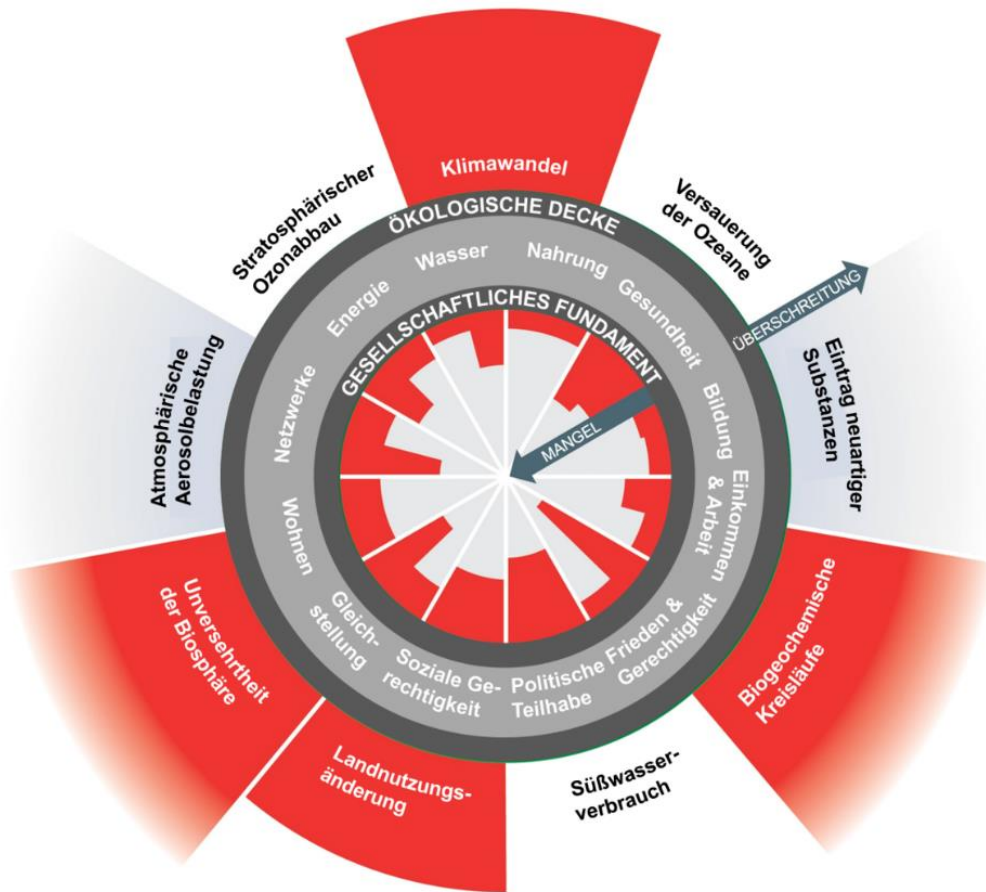 Klimawandel
Versauerung
der Ozeane
ÜBERSCHREITUNG
Eintrag neuartiger
Substanzen
Biogeochemische
Kreisläufe
Süßwasser-
verbrauch
Landnutzungs-
änderung
Unversehrtheit
der Biosphäre
Atmosphärische
Aerosolbelastung
Stratosphärischer
Ozonabbau
ÖKOLOGISCHE DECKE
Wasser
Nahrung
Gesundheit
Bildung
Einkommen
& Arbeit
Frieden &
Gerechtigkeit
Politische
Teilhabe
Soziale Ge-
rechtigkeit
Gleich-
stellung
Wohnen
Netzwerke
Energie
GESELLSCHAFTLICHES FUNDAMENT
MANGEL